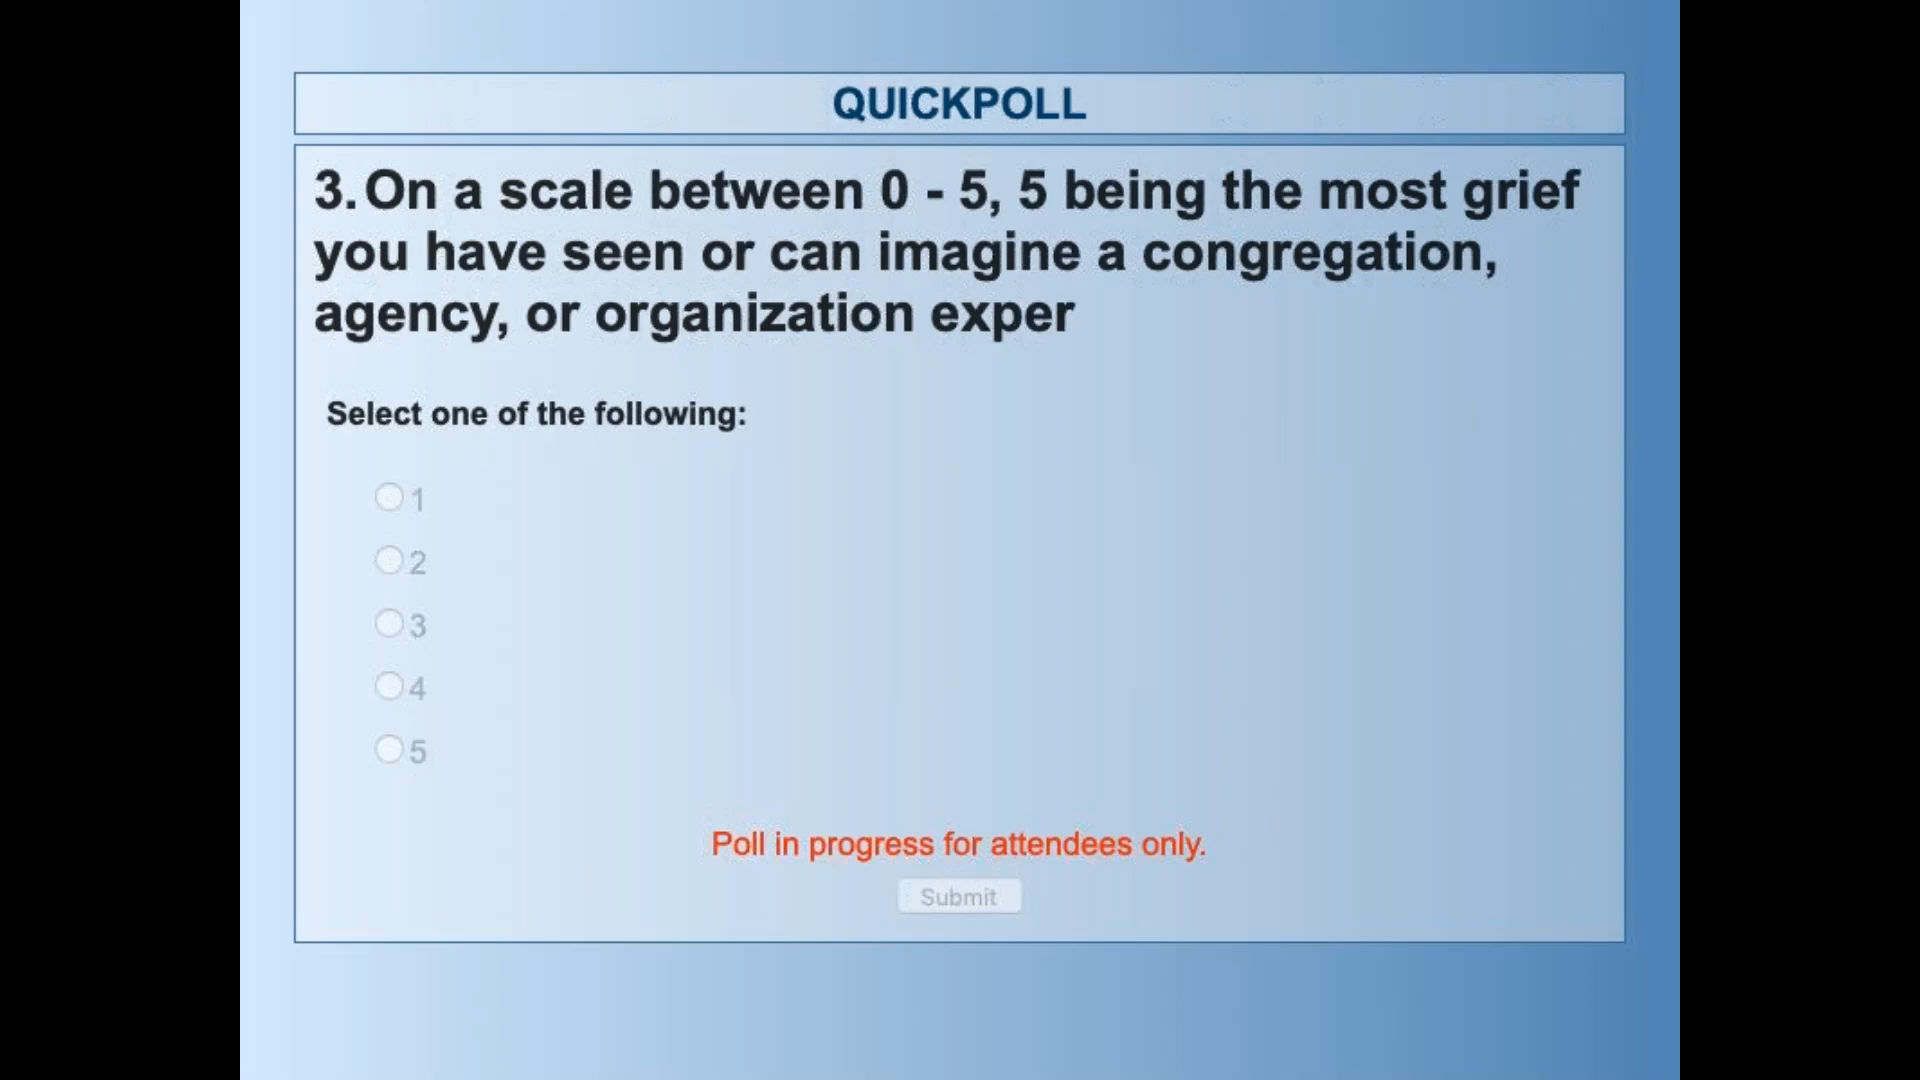 QUICKPOLL
3. On a scale between 0 - 5, 5 being the most grief
you have seen or can imagine a congregation,
agency, or organization exper
Select one of the following:
1
2
3
4
5
Poll in progress for attendees only.
Submit